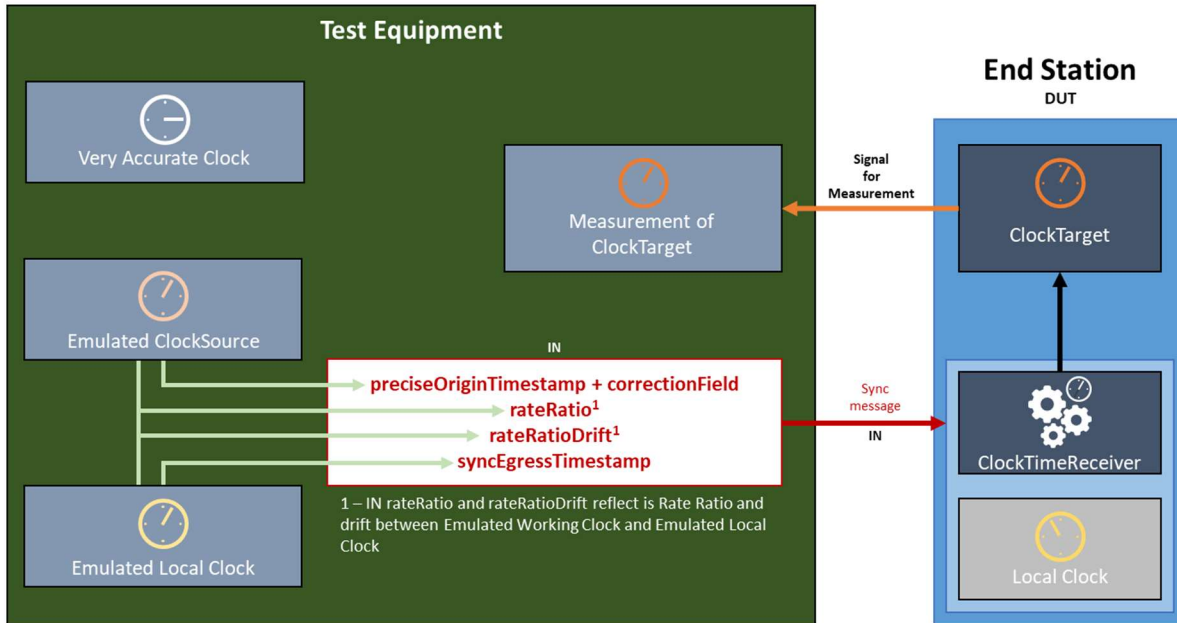 Test Equipment
Very Accurate Clock
Measurement of
ClockTarget
Emulated ClockSource
IN
preciseOriginTimestamp + correctionField
rateRatio¹
rateRatioDrift¹
syncEgressTimestamp
1 – IN rateRatio and rateRatioDrift reflect is Rate Ratio and
drift between Emulated Working Clock and Emulated Local
Clock
Emulated Local Clock
Signal
for
Measurement
Sync
message
IN
End Station
DUT
ClockTarget
ClockTimeReceiver
Local Clock